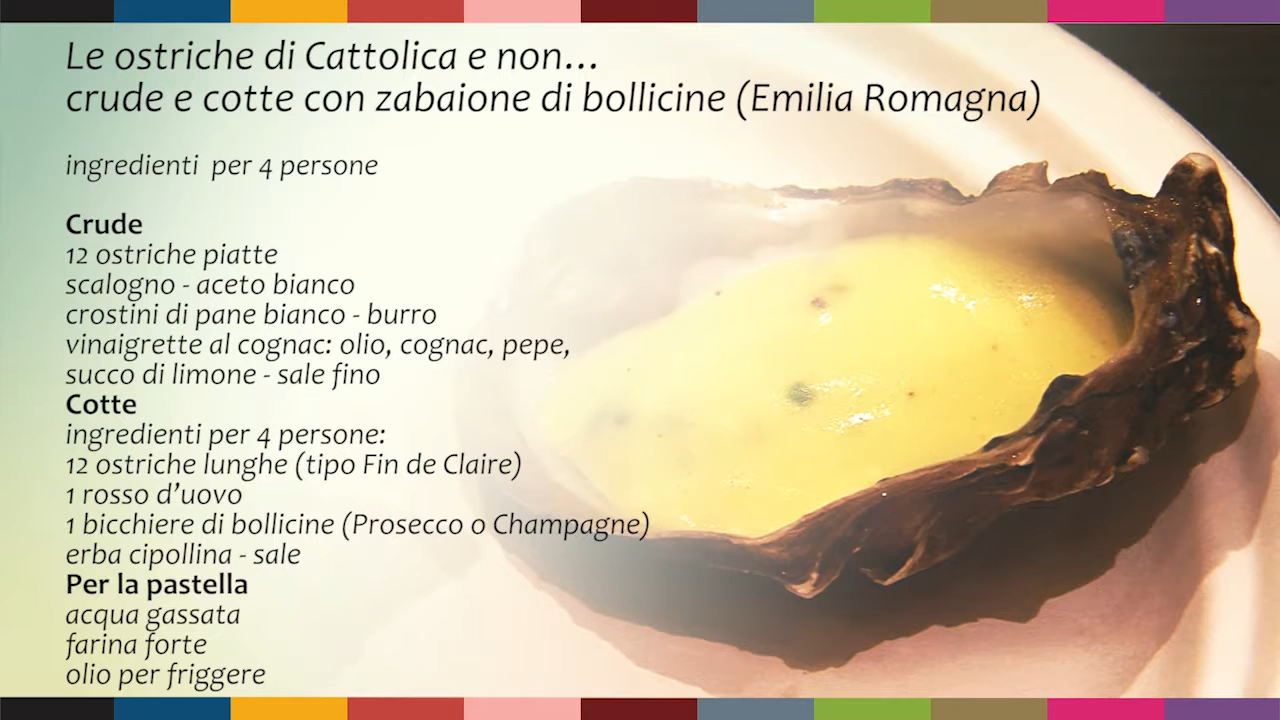 Le ostriche di Cattolica e non...
crude e cotte con zabaione di bollicine (Emilia Romagna)
ingredienti per 4 persone
Crude
12 ostriche piatte
scalogno - aceto bianco
crostini di pane bianco - burro
vinaigrette al cognac: olio, cognac, pepe,
succo di limone - sale fino
Cotte
ingredienti per 4 persone:
12 ostriche lunghe (tipo Fin de Claire)
1 rosso d'uovo
1 bicchiere di bollicine (Prosecco o Champagne)
erba cipollina - sale
Per la pastella
acqua gassata
farina forte
olio per friggere